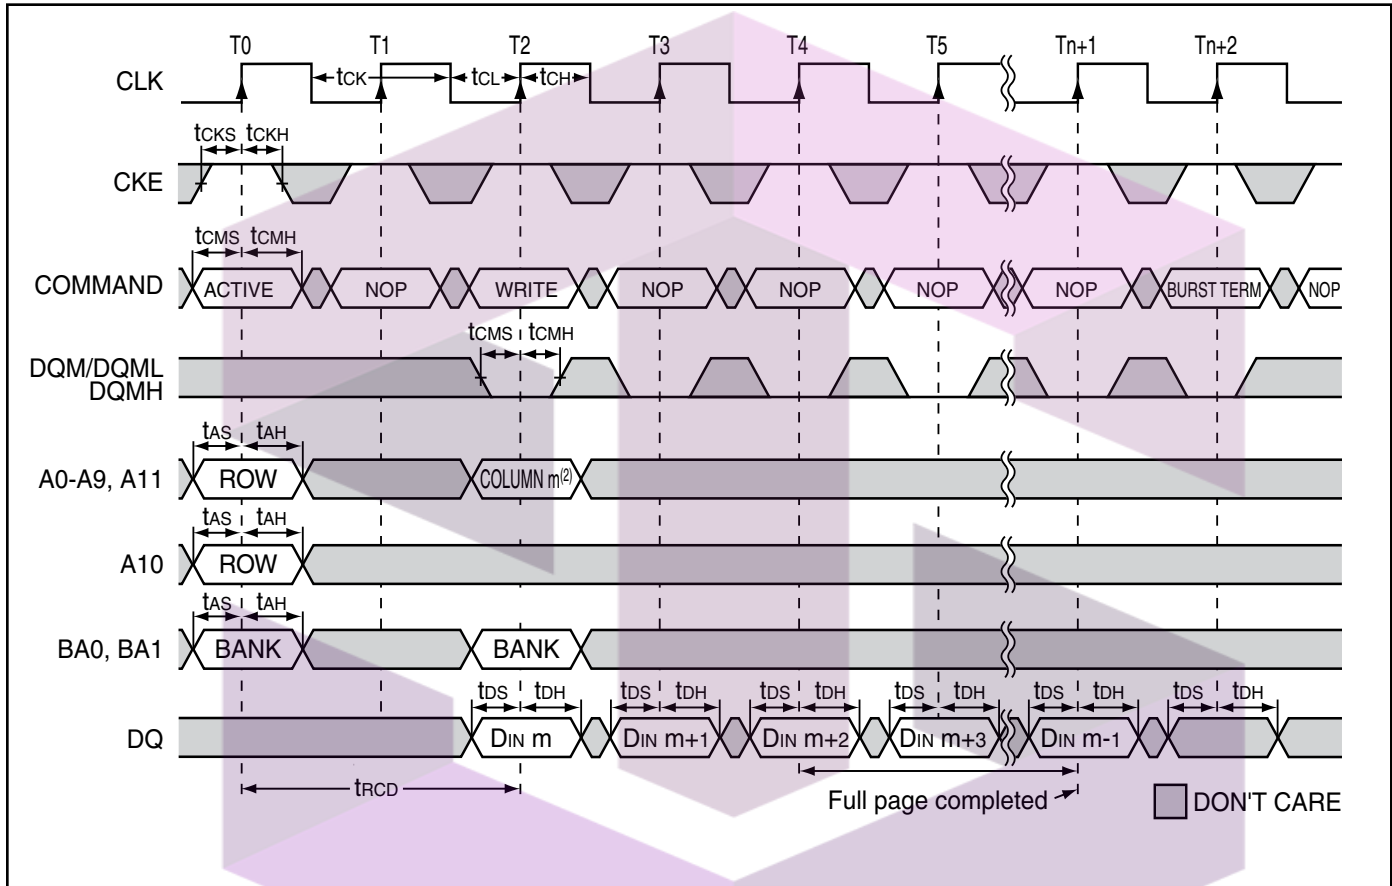 T0 T1 T2 T3 T4 T5 Tn+1 Tn+2
CLK tCK tCL tCH
tCKS tCKH
CKE
tCMS tCMH
COMMAND ACTIVE NOP WRITE NOP NOP NOP NOP BURST TERM NOP
tCMS tCMH
DQM/DQML
DQMH
tAS tAH
A0-A9, A11 ROW COLUMN m(2)
tAS tAH
A10 ROW
tAS tAH
BA0, BA1 BANK BANK
tDS tDH tDS tDH tDS tDH tDS tDH tDS tDH tDS tDH
DQ DIN m DIN m+1 DIN m+2 DIN m+3 DIN m-1
tRCD
Full page completed DON'T CARE